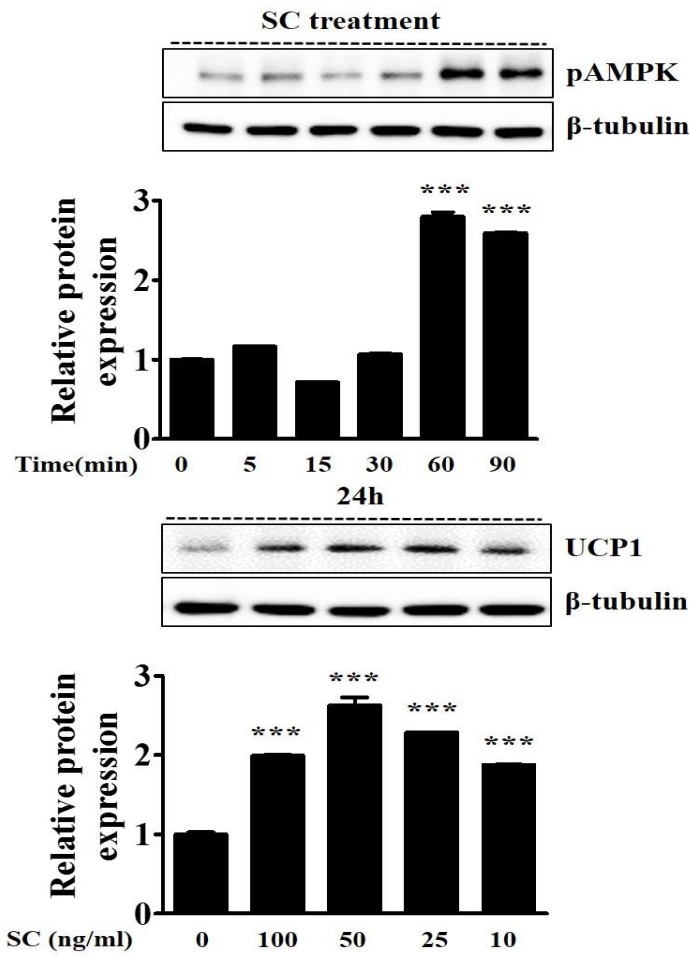 SC treatment
pAMPK
β-tubulin
Relative protein
expression
3
2
1
0
*** ***
Time(min) 0 5 15 30 60 90
24h
UCP1
β-tubulin
Relative protein
expression
3
2
1
0
*** *** *** ***
SC (ng/ml) 0 100 50 25 10